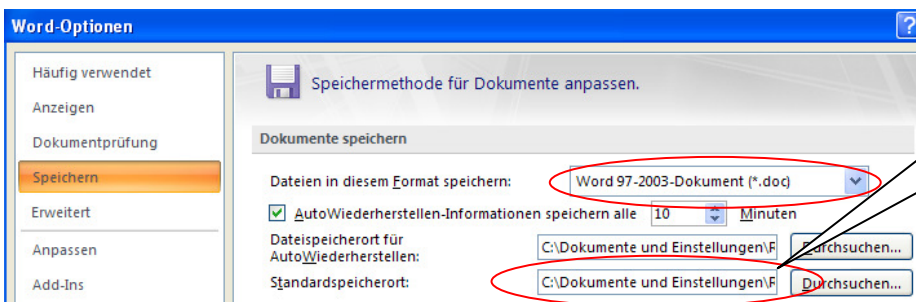 Word-Optionen ?
Häufig verwendet
Anzeigen
Dokumentprüfung
Speichern
Erweitert
Anpassen
Add-Ins
Speichermethode für Dokumente anpassen.
Dokumente speichern
Dateien in diesem Format speichern: Word 97-2003-Dokument (*.doc)
AutoWiederherstellen-Informationen speichern alle 10 Minuten
Dateispeicherort für
AutoWiederherstellen: C:\Dokumente und Einstellungen\F Durchsuchen...
Standardspeicherort: C:\Dokumente und Einstellungen\F Durchsuchen...